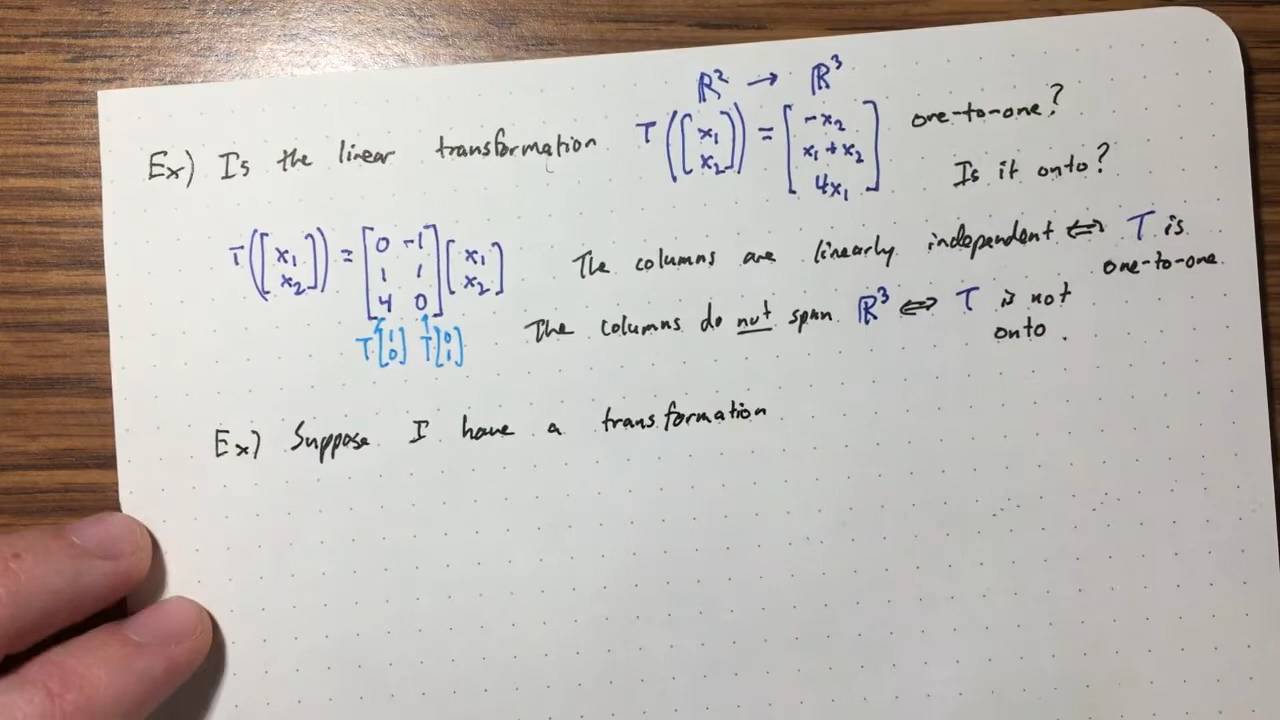 ℝ² → ℝ³
Ex) Is the linear transformation T([x₁ x₂]) = [-x₂ x₁+x₂ 4x₁] one-to-one?
Is it onto?
T([x₁ x₂]) = [0 -1 1 1 4 0] [x₁ x₂] The columns are linearly independent ⇔ T is
one-to-one.
T[1 0] T[0 1] The columns do not span ℝ³ ⇔ T is not
onto.
Ex) Suppose I have a transformation